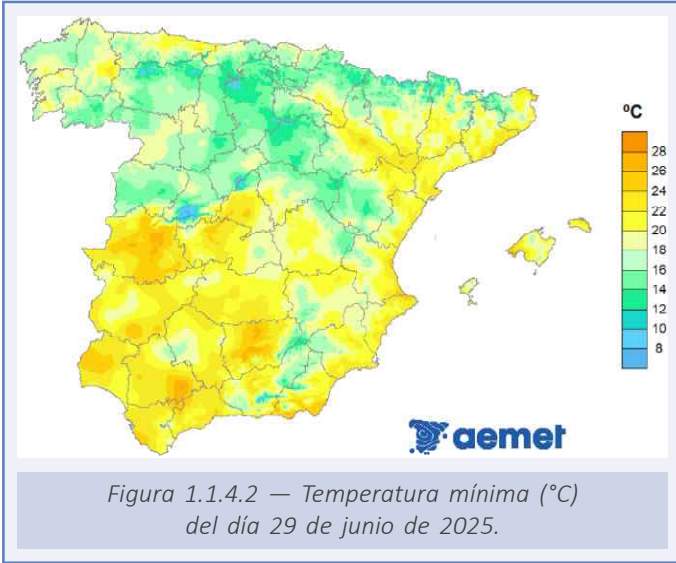 ºC
28
26
24
22
20
18
16
14
12
10
8
aemet
Figura 1.1.4.2 — Temperatura mínima (°C)
del día 29 de junio de 2025.